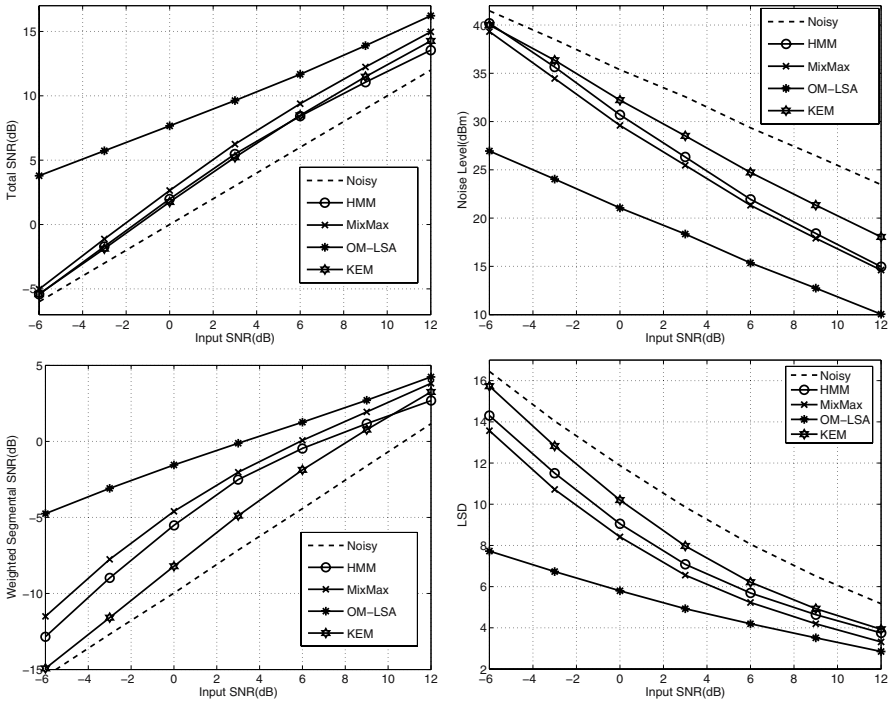 Total SNR(dB)
15
10
5
0
−5
−6
−4
−2
0
2
4
6
8
10
12
Input SNR(dB)
Noisy
HMM
MixMax
OM−LSA
KEM
Noise Level(dBm)
40
35
30
25
20
15
10
−6
−4
−2
0
2
4
6
8
10
12
Input SNR(dB)
Noisy
HMM
MixMax
OM−LSA
KEM
Weighted Segmental SNR(dB)
5
0
−5
−10
−15
−6
−4
−2
0
2
4
6
8
10
12
Input SNR(dB)
Noisy
HMM
MixMax
OM−LSA
KEM
LSD
16
14
12
10
8
6
4
2
−6
−4
−2
0
2
4
6
8
10
12
Input SNR(dB)
Noisy
HMM
MixMax
OM−LSA
KEM